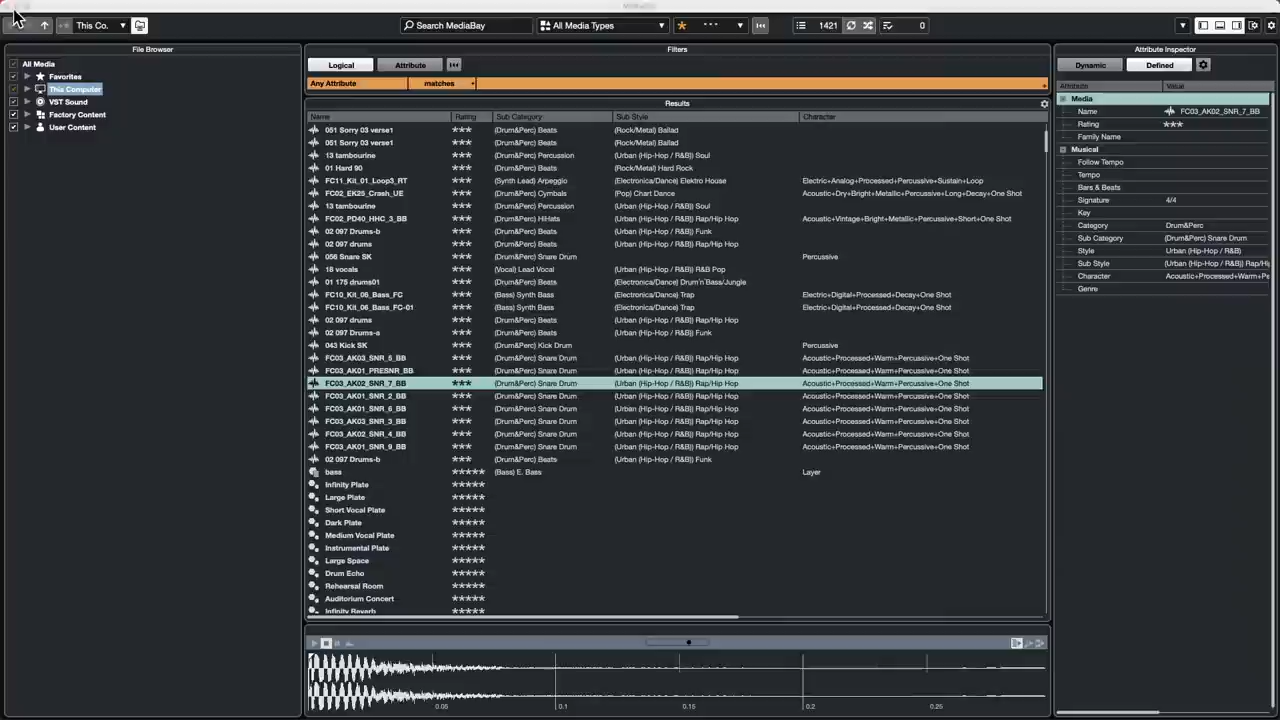 MediaBay
This Co.
Search MediaBay
All Media Types
1421
0
File Browser
All Media
Favorites
This Computer
VST Sound
Factory Content
User Content
Filters
Logical
Attribute
Any Attribute matches
Results
Name Rating Sub Category Sub Style Character
051 Sorry 03 verse1 *** (Drum&Perc) Beats (Rock/Metal) Ballad
051 Sorry 03 verse1 *** (Drum&Perc) Beats (Rock/Metal) Ballad
13 tambourine *** (Drum&Perc) Percussion (Urban (Hip-Hop / R&B)) Soul
01 Hard 90 *** (Drum&Perc) Beats (Rock/Metal) Hard Rock
FC11_Kit_01_Loop3_RT *** (Synth Lead) Arpeggio (Electronica/Dance) Elektro House Electric+Analog+Processed+Percussive+Sustain+Loop
FC02_EK25_Crash_UE *** (Drum&Perc) Cymbals (Pop) Chart Dance Acoustic+Dry+Bright+Metallic+Percussive+Long+Decay+One Shot
13 tambourine *** (Drum&Perc) Percussion (Urban (Hip-Hop / R&B)) Soul
FC02_PD40_HHC_3_BB *** (Drum&Perc) HiHats (Urban (Hip-Hop / R&B)) Rap/Hip Hop Acoustic+Vintage+Bright+Metallic+Percussive+Short+One Shot
02 097 Drums-b *** (Drum&Perc) Beats (Urban (Hip-Hop / R&B)) Funk
02 097 drums *** (Drum&Perc) Beats (Urban (Hip-Hop / R&B)) Rap/Hip Hop
056 Snare SK *** (Drum&Perc) Snare Drum Percussive
18 vocals *** (Vocal) Lead Vocal (Urban (Hip-Hop / R&B)) R&B Pop
01 175 drums01 *** (Drum&Perc) Beats (Electronica/Dance) Drum'n'Bass/Jungle
FC10_Kit_06_Bass_FC *** (Bass) Synth Bass (Electronica/Dance) Trap Electric+Digital+Processed+Decay+One Shot
FC10_Kit_06_Bass_FC-01 *** (Bass) Synth Bass (Electronica/Dance) Trap Electric+Digital+Processed+Decay+One Shot
02 097 drums *** (Drum&Perc) Beats (Urban (Hip-Hop / R&B)) Rap/Hip Hop
02 097 Drums-a *** (Drum&Perc) Beats (Urban (Hip-Hop / R&B)) Funk
043 Kick SK *** (Drum&Perc) Kick Drum Percussive
FC03_AK03_SNR_5_BB *** (Drum&Perc) Snare Drum (Urban (Hip-Hop / R&B)) Rap/Hip Hop Acoustic+Processed+Warm+Percussive+One Shot
FC03_AK01_PRESNR_BB *** (Drum&Perc) Snare Drum (Urban (Hip-Hop / R&B)) Rap/Hip Hop Acoustic+Processed+Warm+Percussive+One Shot
FC03_AK02_SNR_7_BB *** (Drum&Perc) Snare Drum (Urban (Hip-Hop / R&B)) Rap/Hip Hop Acoustic+Processed+Warm+Percussive+One Shot
FC03_AK01_SNR_2_BB *** (Drum&Perc) Snare Drum (Urban (Hip-Hop / R&B)) Rap/Hip Hop Acoustic+Processed+Warm+Percussive+One Shot
FC03_AK01_SNR_6_BB *** (Drum&Perc) Snare Drum (Urban (Hip-Hop / R&B)) Rap/Hip Hop Acoustic+Processed+Warm+Percussive+One Shot
FC03_AK03_SNR_3_BB *** (Drum&Perc) Snare Drum (Urban (Hip-Hop / R&B)) Rap/Hip Hop Acoustic+Processed+Warm+Percussive+One Shot
FC03_AK02_SNR_4_BB *** (Drum&Perc) Snare Drum (Urban (Hip-Hop / R&B)) Rap/Hip Hop Acoustic+Processed+Warm+Percussive+One Shot
FC03_AK01_SNR_9_BB *** (Drum&Perc) Snare Drum (Urban (Hip-Hop / R&B)) Rap/Hip Hop Acoustic+Processed+Warm+Percussive+One Shot
02 097 Drums-b *** (Drum&Perc) Beats (Urban (Hip-Hop / R&B)) Funk
bass ***** (Bass) E. Bass Layer
Infinity Plate *****
Large Plate *****
Short Vocal Plate *****
Dark Plate *****
Medium Vocal Plate *****
Instrumental Plate *****
Large Space *****
Drum Echo *****
Rehearsal Room *****
Auditorium Concert *****
Infinity Reverb *****
0.05 0.1 0.15 0.2 0.25
Attribute Inspector
Dynamic
Defined
Attribute Value
Media
Name FC03_AK02_SNR_7_BB
Rating ***
Family Name
Musical
Follow Tempo
Tempo
Bars & Beats
Signature 4/4
Key
Category Drum&Perc
Sub Category (Drum&Perc) Snare Drum
Style Urban (Hip-Hop / R&B)
Sub Style (Urban (Hip-Hop / R&B)) Rap/Hi
Character Acoustic+Processed+Warm+Pe
Genre